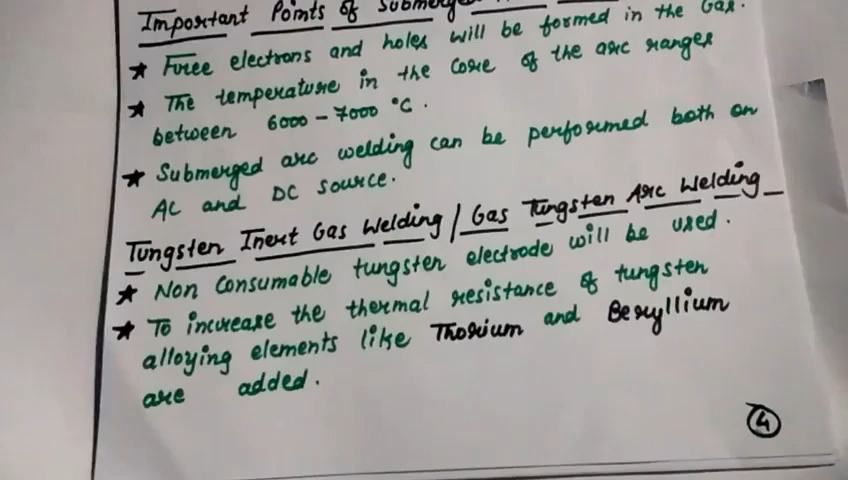 Important Points of Submerged
★ Free electrons and holes will be formed in the Gas.
★ The temperature in the core of the arc ranges
between 6000 - 7000 °C.
★ Submerged arc welding can be performed both on
AC and DC source.
Tungsten Inert Gas Welding / Gas Tungsten Arc Welding
★ Non Consumable tungsten electrode will be used.
★ To increase the thermal resistance of tungsten
alloying elements like Thorium and Beryllium
are added.
4